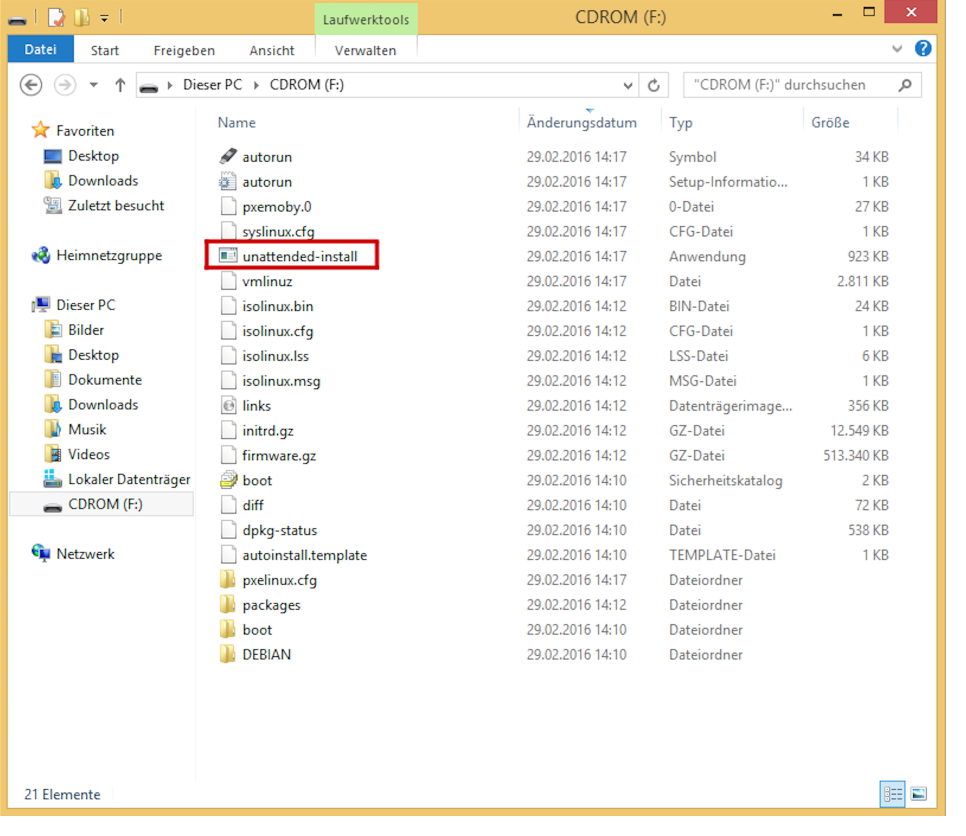 Laufwerktools
CDROM (F:)
Datei Start Freigeben Ansicht Verwalten
Dieser PC CDROM (F:) "CDROM (F:)" durchsuchen
Favoriten
Desktop
Downloads
Zuletzt besucht
Heimnetzgruppe
Dieser PC
Bilder
Desktop
Dokumente
Downloads
Musik
Videos
Lokaler Datenträger
CDROM (F:)
Netzwerk
Name Änderungsdatum Typ Größe
autorun 29.02.2016 14:17 Symbol 34 KB
autorun 29.02.2016 14:17 Setup-Informatio... 1 KB
pxemoby.0 29.02.2016 14:17 0-Datei 27 KB
syslinux.cfg 29.02.2016 14:17 CFG-Datei 1 KB
unattended-install 29.02.2016 14:17 Anwendung 923 KB
vmlinuz 29.02.2016 14:17 Datei 2.811 KB
isolinux.bin 29.02.2016 14:12 BIN-Datei 24 KB
isolinux.cfg 29.02.2016 14:12 CFG-Datei 1 KB
isolinux.lss 29.02.2016 14:12 LSS-Datei 6 KB
isolinux.msg 29.02.2016 14:12 MSG-Datei 1 KB
links 29.02.2016 14:12 Datenträgerimage... 356 KB
initrd.gz 29.02.2016 14:12 GZ-Datei 12.549 KB
firmware.gz 29.02.2016 14:12 GZ-Datei 513.340 KB
boot 29.02.2016 14:10 Sicherheitskatalog 2 KB
diff 29.02.2016 14:10 Datei 72 KB
dpkg-status 29.02.2016 14:10 Datei 538 KB
autoinstall.template 29.02.2016 14:10 TEMPLATE-Datei 1 KB
pxelinux.cfg 29.02.2016 14:17 Dateiordner
packages 29.02.2016 14:12 Dateiordner
boot 29.02.2016 14:10 Dateiordner
DEBIAN 29.02.2016 14:10 Dateiordner
21 Elemente